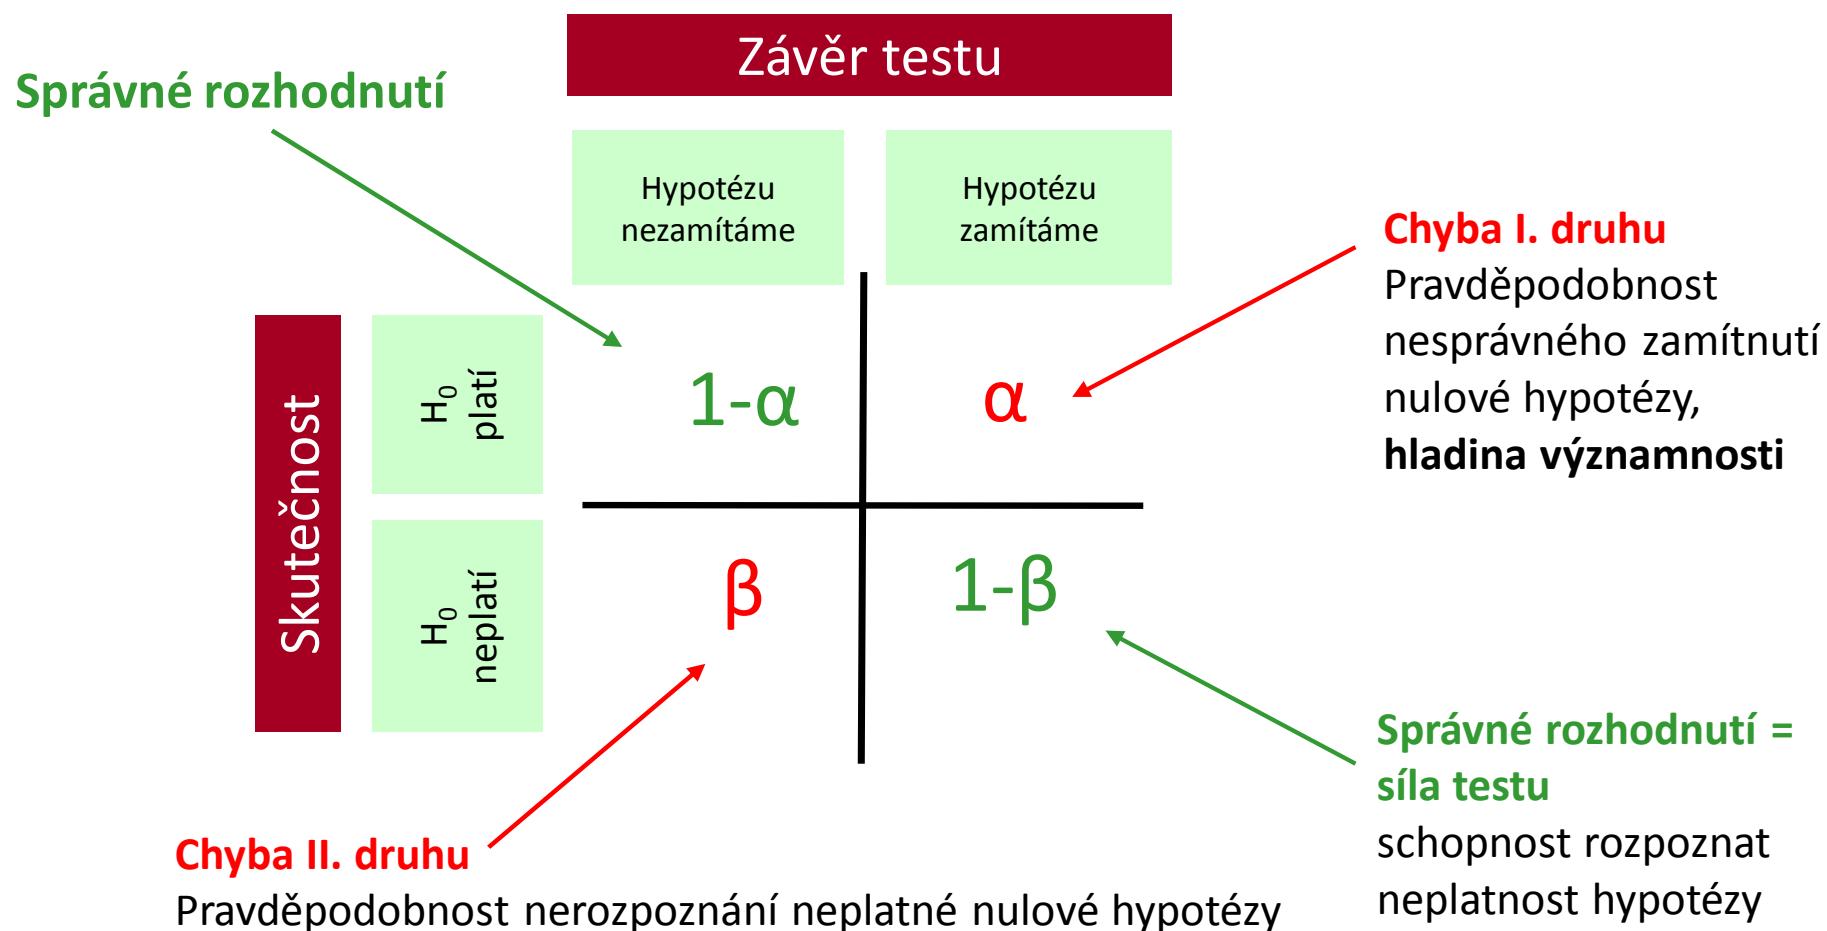 Závěr testu
Správné rozhodnutí
Hypotézu
nezamítáme
Hypotézu
zamítáme
Chyba I. druhu
Pravděpodobnost
nesprávného zamítnutí
nulové hypotézy,
hladina významnosti
Skutečnost
H₀
platí
1-α
α
H₀
neplatí
β
1-β
Správné rozhodnutí =
síla testu
schopnost rozpoznat
neplatnost hypotézy
Chyba II. druhu
Pravděpodobnost nerozpoznání neplatné nulové hypotézy